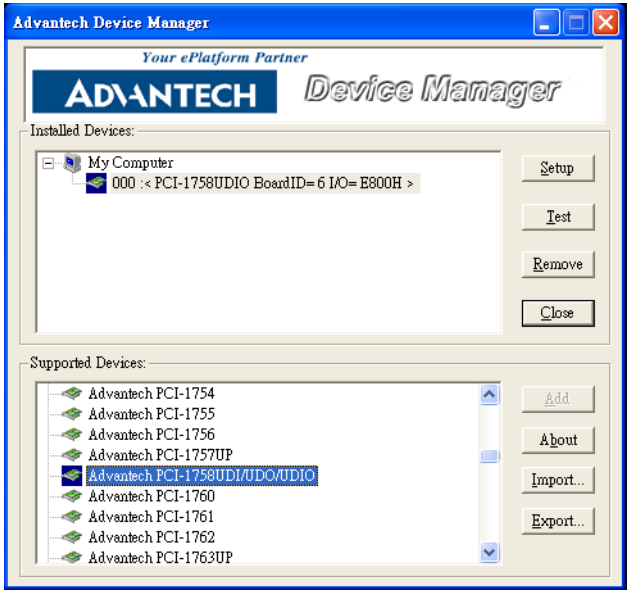 Advantech Device Manager
Your ePlatform Partner
ADVANTECH
Device Manager
Installed Devices:
My Computer
000 :< PCI-1758UDIO BoardID= 6 I/O= E800H >
Setup
Test
Remove
Close
Supported Devices:
Advantech PCI-1754
Advantech PCI-1755
Advantech PCI-1756
Advantech PCI-1757UP
Advantech PCI-1758UDI/UDO/UDIO
Advantech PCI-1760
Advantech PCI-1761
Advantech PCI-1762
Advantech PCI-1763UP
Add
About
Import...
Export...